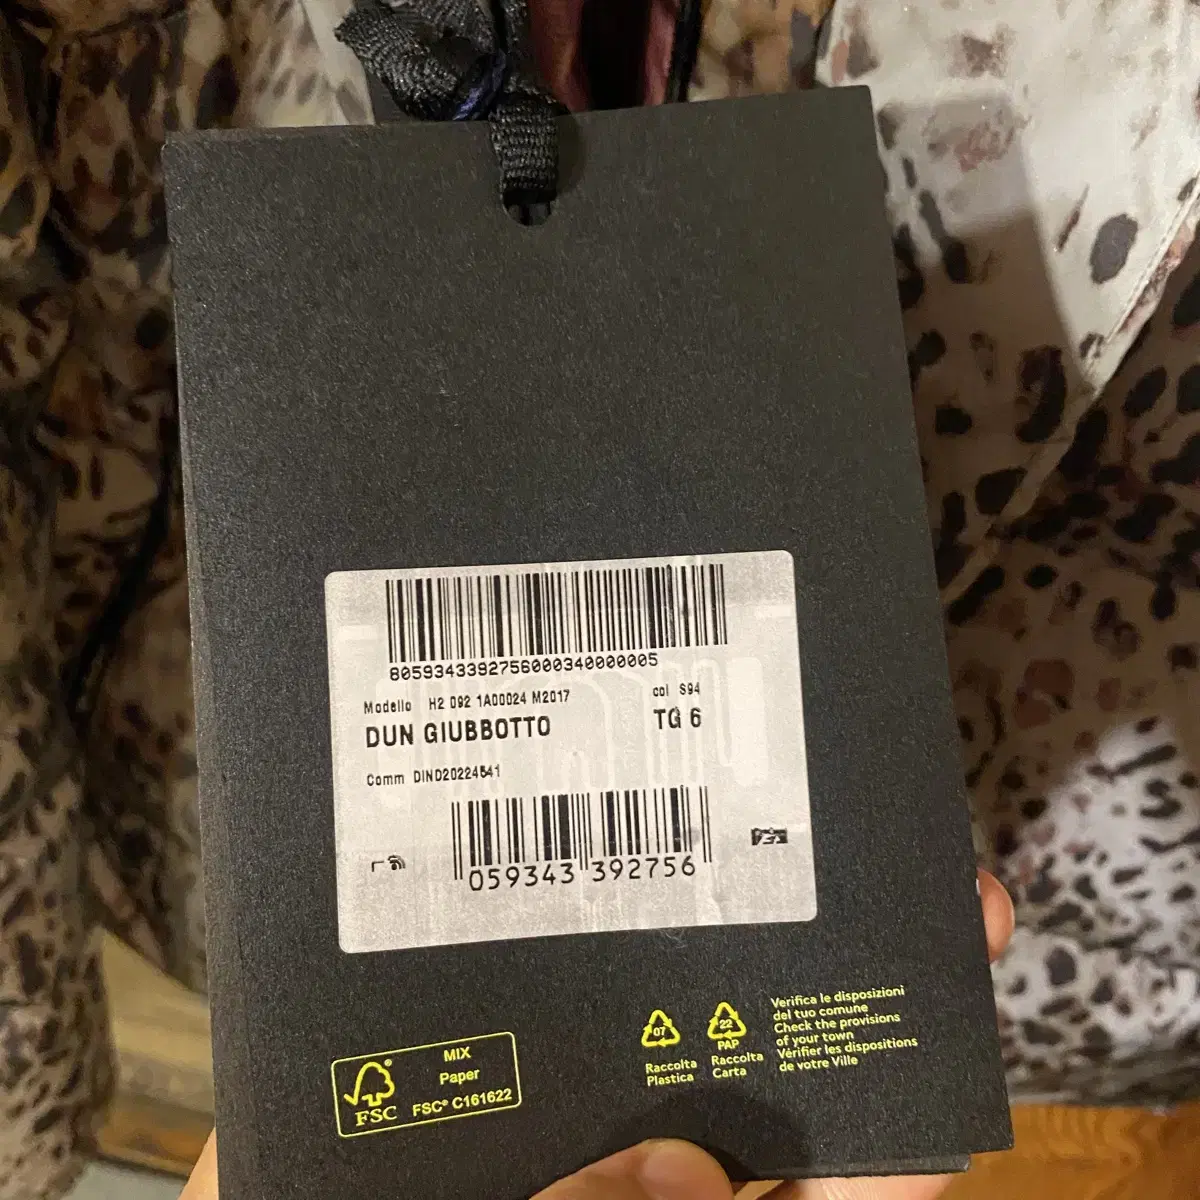 8059343392756000340000005
Modello H2 092 1A00024 M2017 col S94
DUN GIUBBOTTO TG 6
Comm DIND20224541
059343 392756
MIX
Paper
FSC
FSC® C161622
07
Raccolta
Plastica
22
PAP
Raccolta
Carta
Verifica le disposizioni
del tuo comune
Check the provisions
of your town
Vérifier les dispositions
de votre Ville